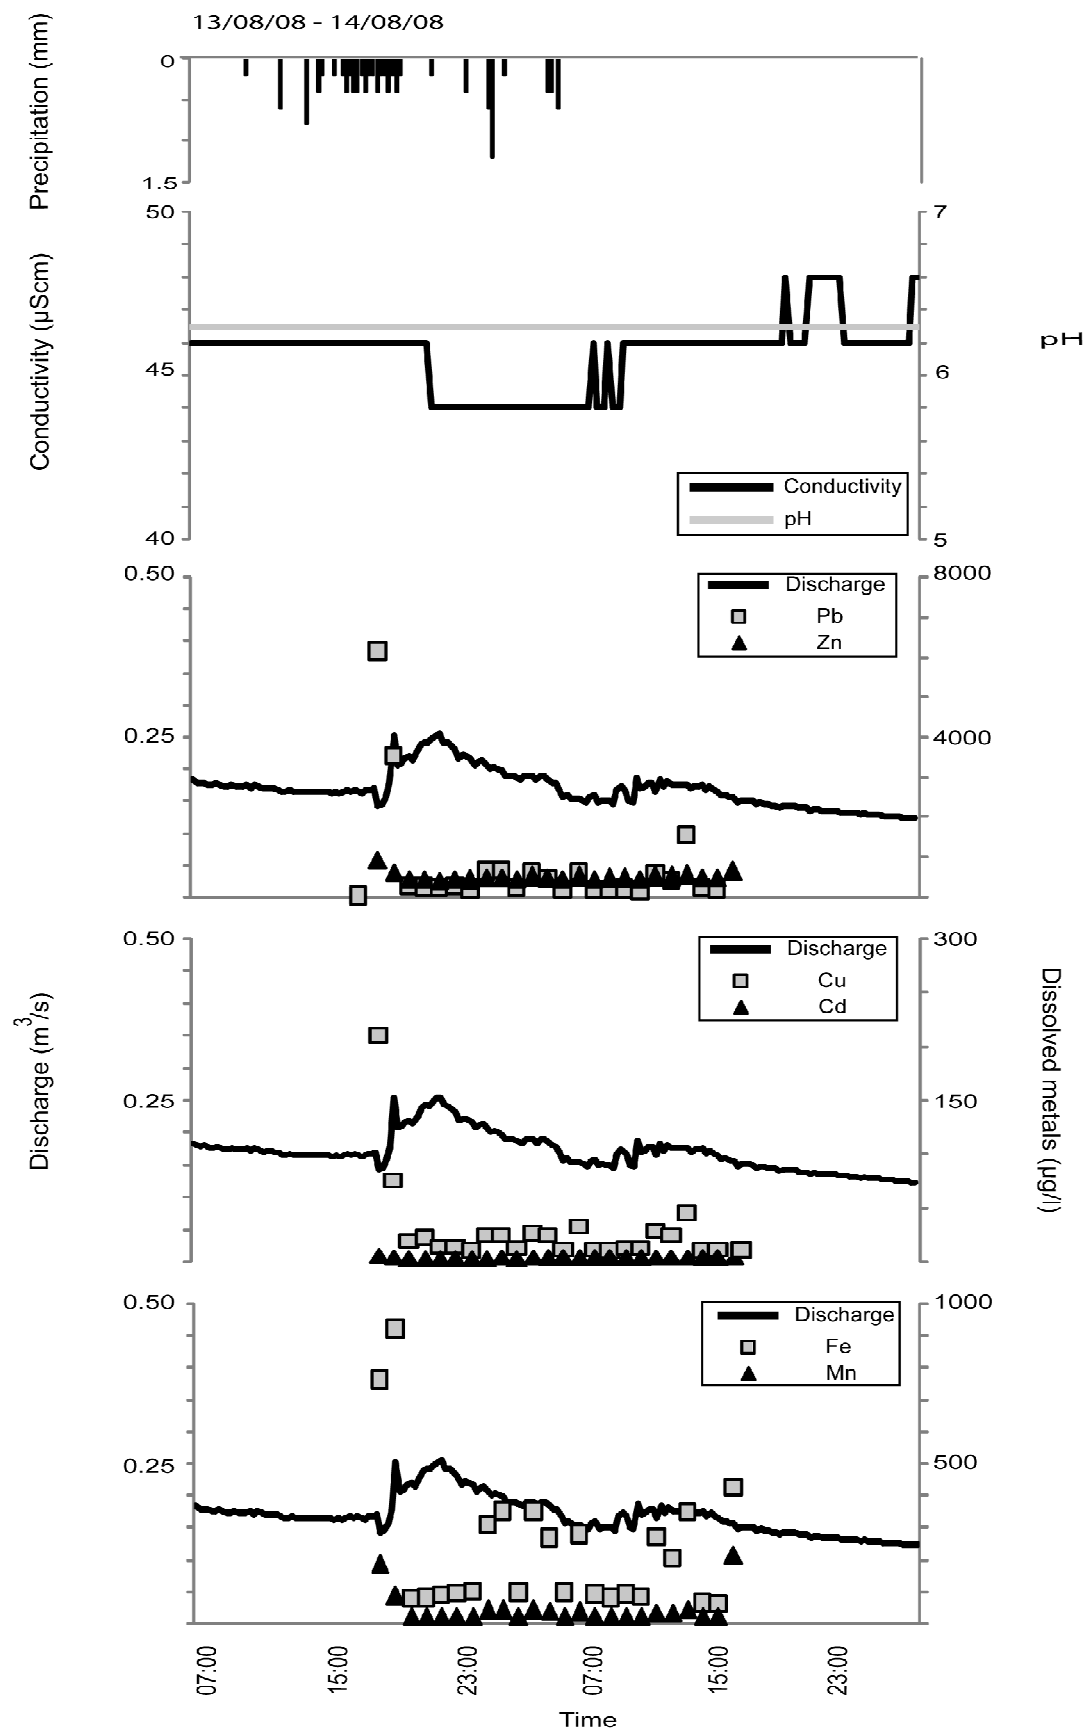 13/08/08 - 14/08/08
Precipitation (mm)
0
1.5
Conductivity (µScm)
50
45
40
7
6
5
pH
Conductivity
pH
0.50
0.25
8000
4000
Discharge
Pb
Zn
Discharge (m³/s)
0.50
0.25
300
150
Dissolved metals (µg/l)
Discharge
Cu
Cd
0.50
0.25
1000
500
Discharge
Fe
Mn
07:00
15:00
23:00
07:00
15:00
23:00
Time